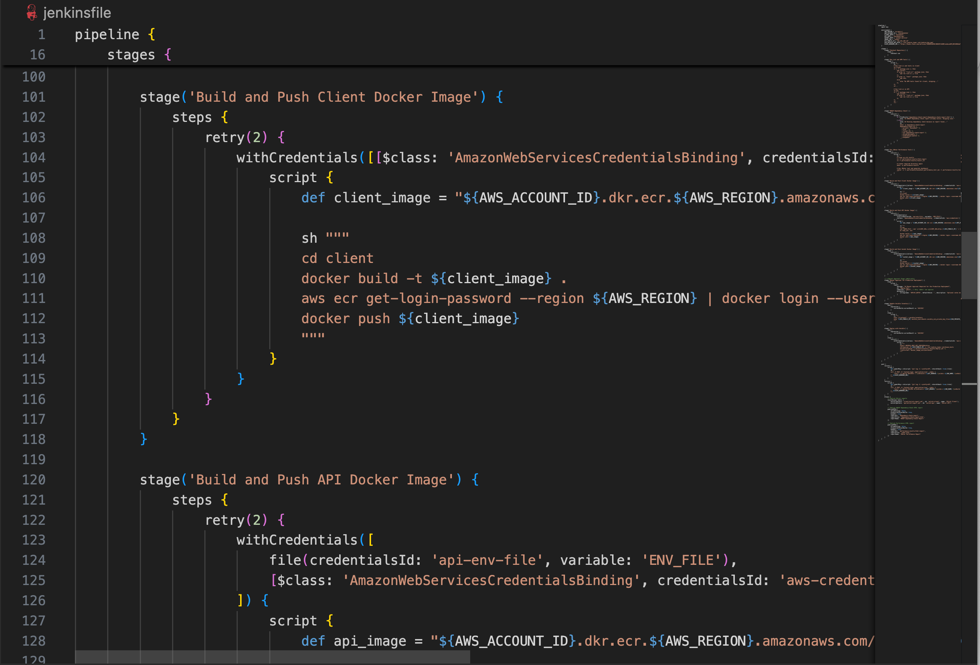 jenkinsfile
1 pipeline {
16 stages {
100
101 stage('Build and Push Client Docker Image') {
102 steps {
103 retry(2) {
104 withCredentials([[$class: 'AmazonWebServicesCredentialsBinding', credentialsId:
105 script {
106 def client_image = "${AWS_ACCOUNT_ID}.dkr.ecr.${AWS_REGION}.amazonaws.c
107
108 sh """
109 cd client
110 docker build -t ${client_image} .
111 aws ecr get-login-password --region ${AWS_REGION} | docker login --user
112 docker push ${client_image}
113 """
114 }
115 }
116 }
117 }
118 }
119
120 stage('Build and Push API Docker Image') {
121 steps {
122 retry(2) {
123 withCredentials([
124 file(credentialsId: 'api-env-file', variable: 'ENV_FILE'),
125 [$class: 'AmazonWebServicesCredentialsBinding', credentialsId: 'aws-credent
126 ]) {
127 script {
128 def api_image = "${AWS_ACCOUNT_ID}.dkr.ecr.${AWS_REGION}.amazonaws.com/
129